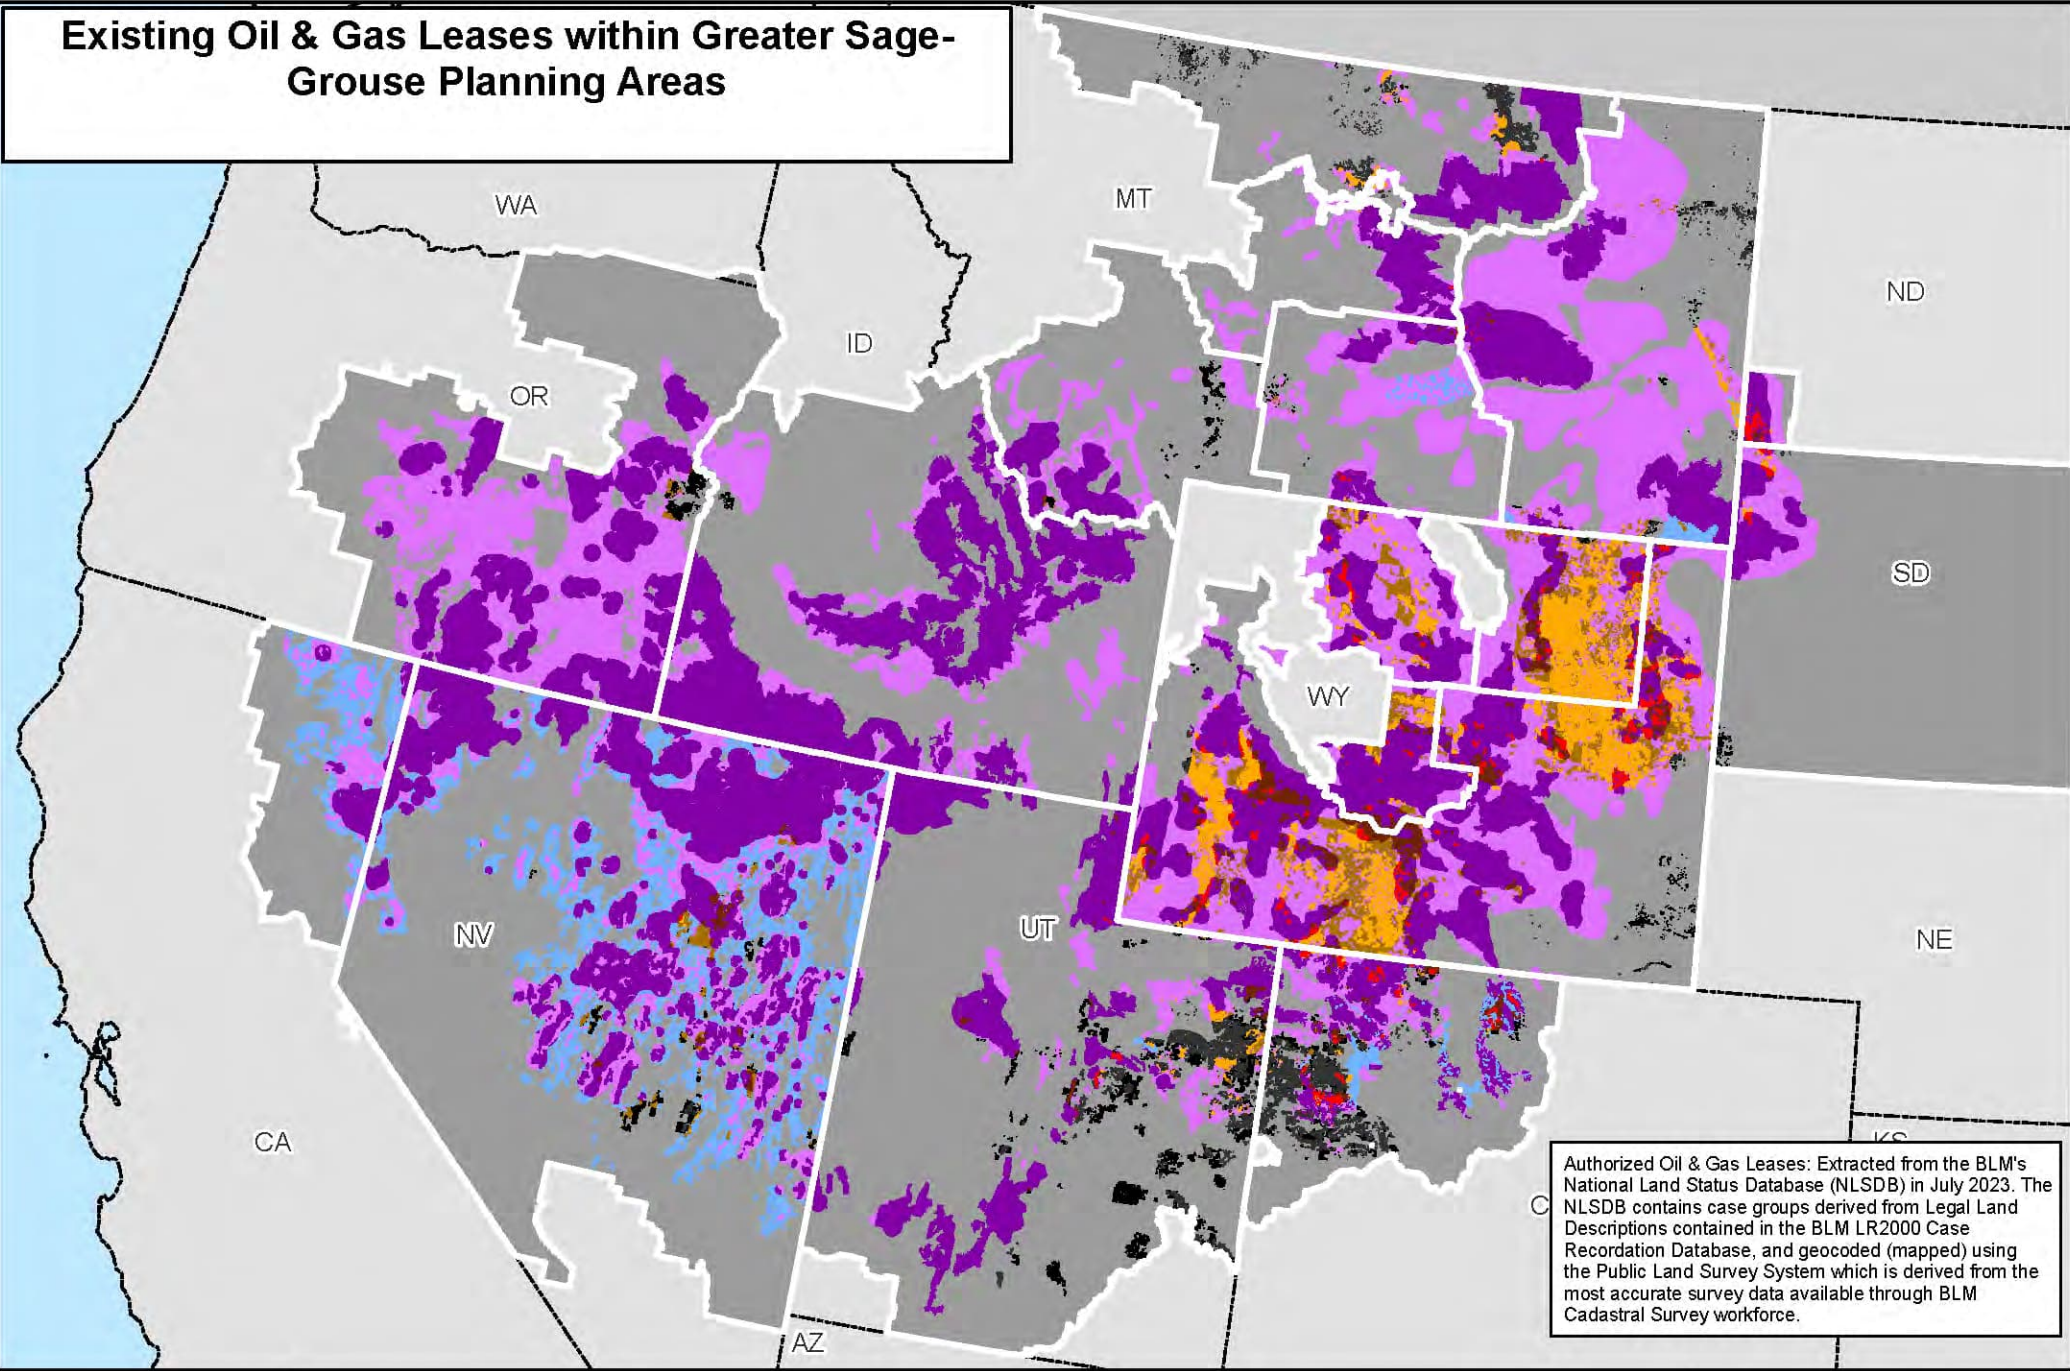 Existing Oil & Gas Leases within Greater Sage-
Grouse Planning Areas
WA
MT
ND
ID
OR
SD
WY
NV
UT
NE
CA
KS
C
AZ
Authorized Oil & Gas Leases: Extracted from the BLM's
National Land Status Database (NLSDB) in July 2023. The
NLSDB contains case groups derived from Legal Land
Descriptions contained in the BLM LR2000 Case
Recordation Database, and geocoded (mapped) using
the Public Land Survey System which is derived from the
most accurate survey data available through BLM
Cadastral Survey workforce.